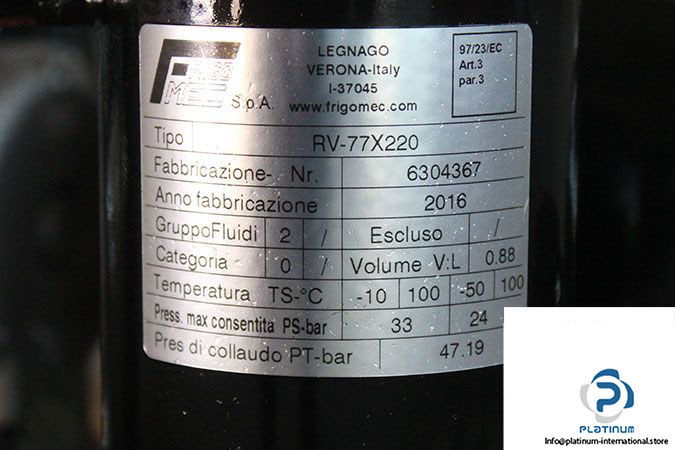 FRIGO
MEC S.p.A.
LEGNAGO
VERONA-Italy
I-37045
www.frigomec.com
97/23/EC
Art.3
par.3
Tipo RV-77X220
Fabbricazione- Nr. 6304367
Anno fabbricazione 2016
GruppoFluidi 2 / Escluso /
Categoria 0 / Volume V:L 0.88
Temperatura TS-°C -10 100 -50 100
Press. max consentita PS-bar 33 24
Pres di collaudo PT-bar 47.19
PLATINUM
Info@platinum-international.store